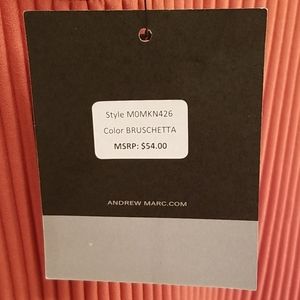 Style M0MKN426
Color BRUSCHETTA
MSRP: $54.00
ANDREW MARC.COM